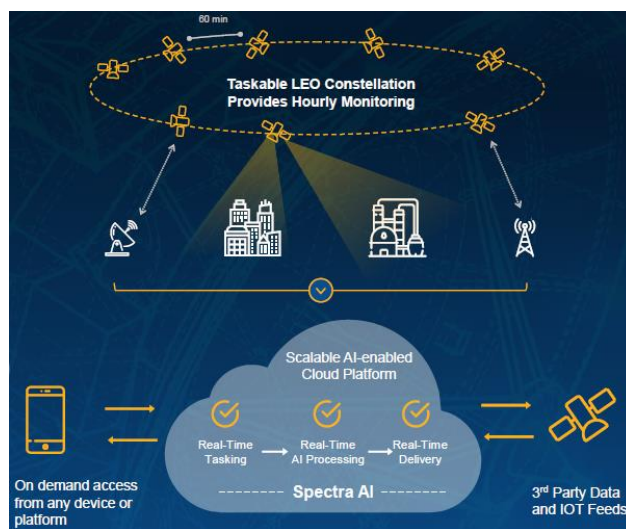 60 min
Taskable LEO Constellation
Provides Hourly Monitoring
Scalable AI-enabled
Cloud Platform
Real-Time
Tasking
Real-Time
AI Processing
Real-Time
Delivery
Spectra AI
On demand access
from any device or
platform
3rd Party Data
and IOT Feeds